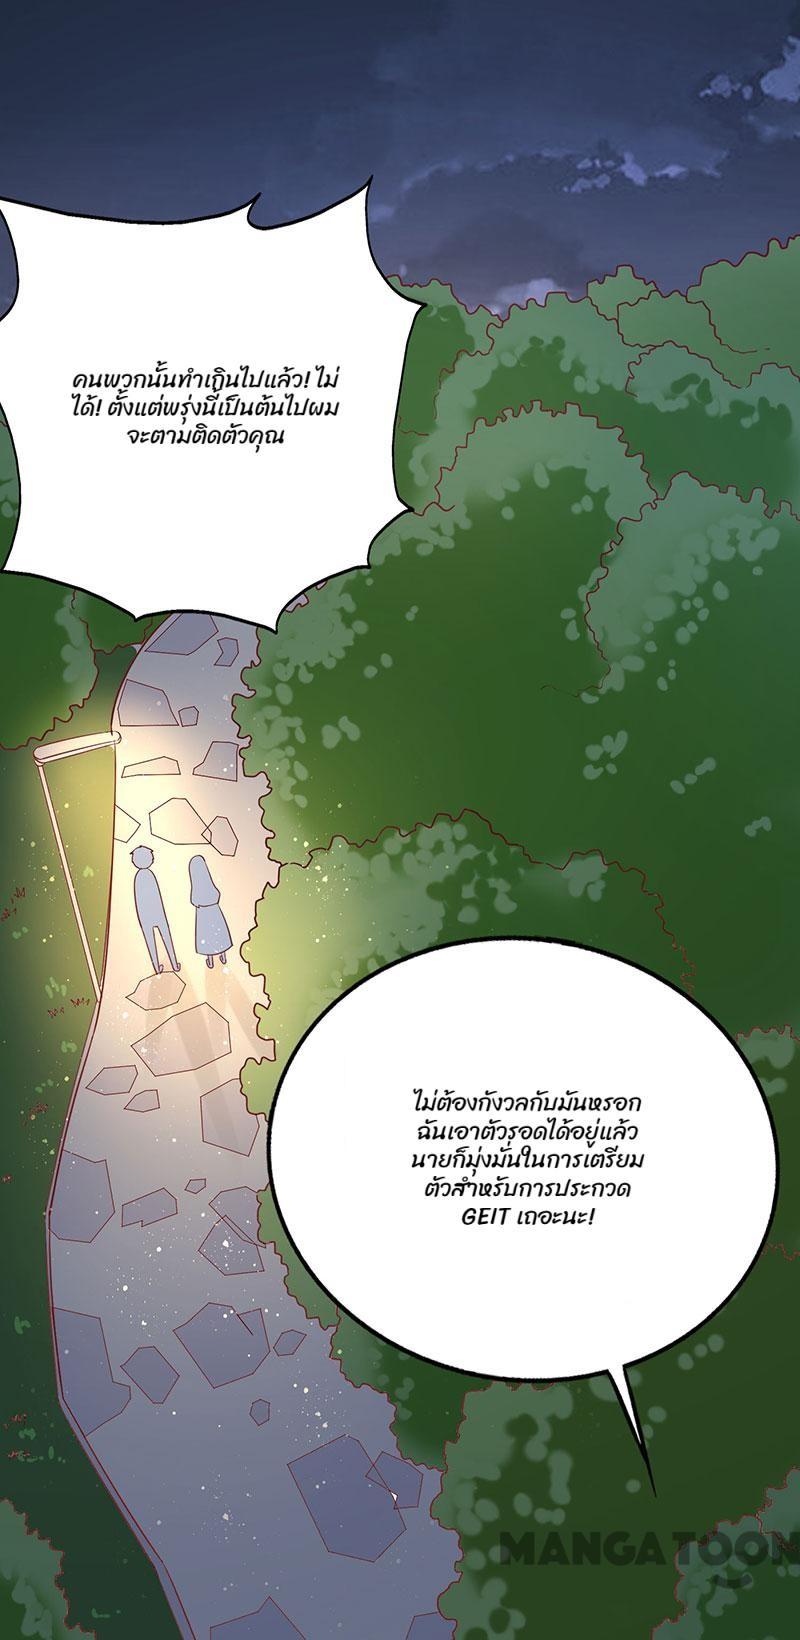 คนพวกนั้นทำเกินไปแล้ว! ไม่
ได้! ตั้งแต่พรุ่งนี้เป็นต้นไปผม
จะตามติดตัวคุณ
ไม่ต้องกังวลกับมันหรอก
ฉันเอาตัวรอดได้อยู่แล้ว
นายก็มุ่งมั่นในการเตรียม
ตัวสำหรับการประกวด
GEIT เถอะนะ!
MANGATOON